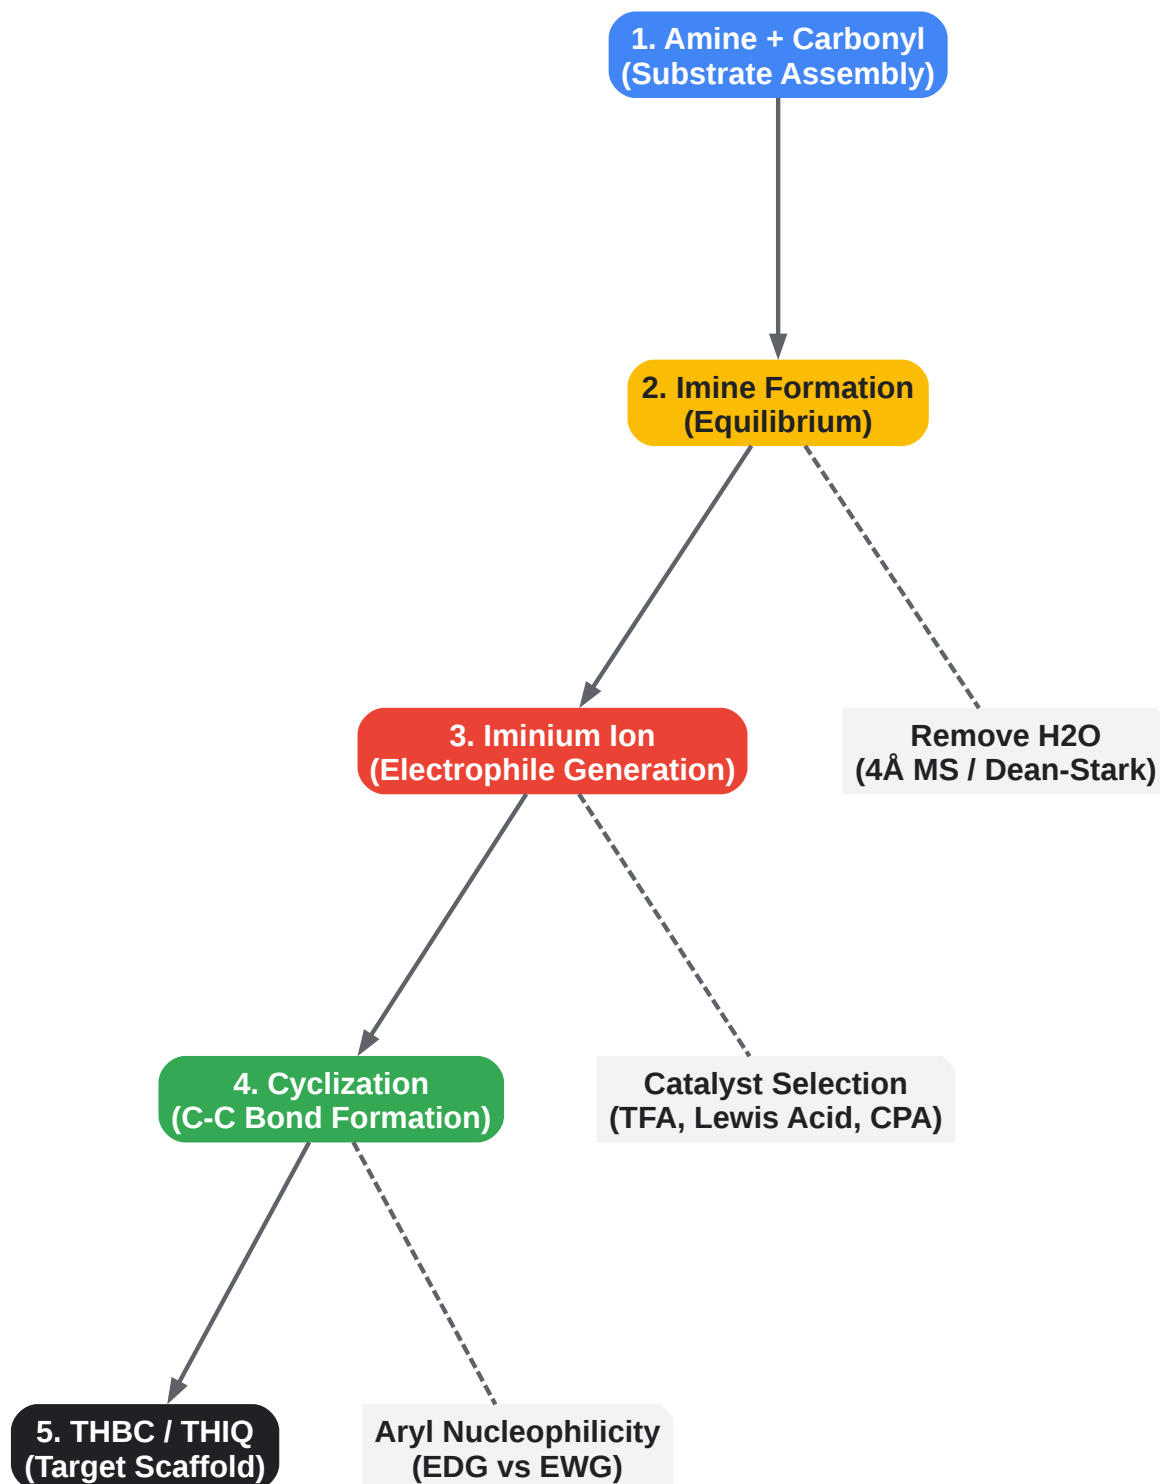 1. Amine + Carbonyl
(Substrate Assembly)
2. Imine Formation
(Equilibrium)
3. Iminium Ion
(Electrophile Generation)
Remove H2O
(4Å MS / Dean-Stark)
4. Cyclization
(C-C Bond Formation)
Catalyst Selection
(TFA, Lewis Acid, CPA)
5. THBC / THIQ
(Target Scaffold)
Aryl Nucleophilicity
(EDG vs EWG)